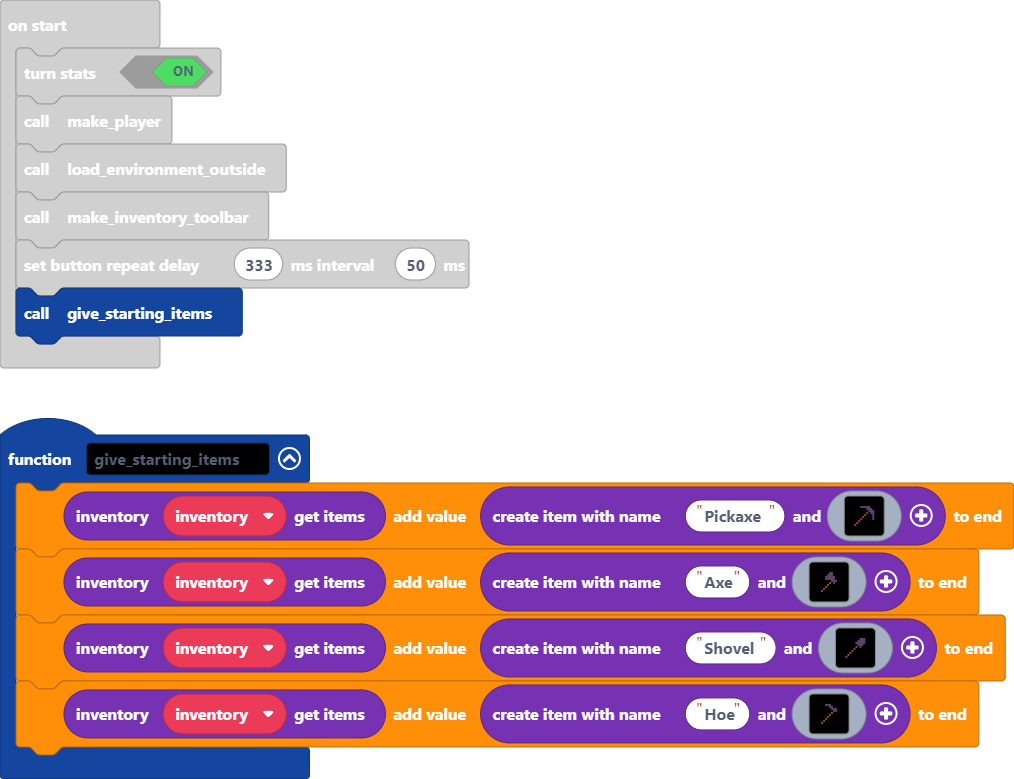 on start
turn stats ON
call make_player
call load_environment_outside
call make_inventory_toolbar
set button repeat delay 333 ms interval 50 ms
call give_starting_items
function give_starting_items
inventory inventory get items add value create item with name "Pickaxe" and to end
inventory inventory get items add value create item with name "Axe" and to end
inventory inventory get items add value create item with name "Shovel" and to end
inventory inventory get items add value create item with name "Hoe" and to end